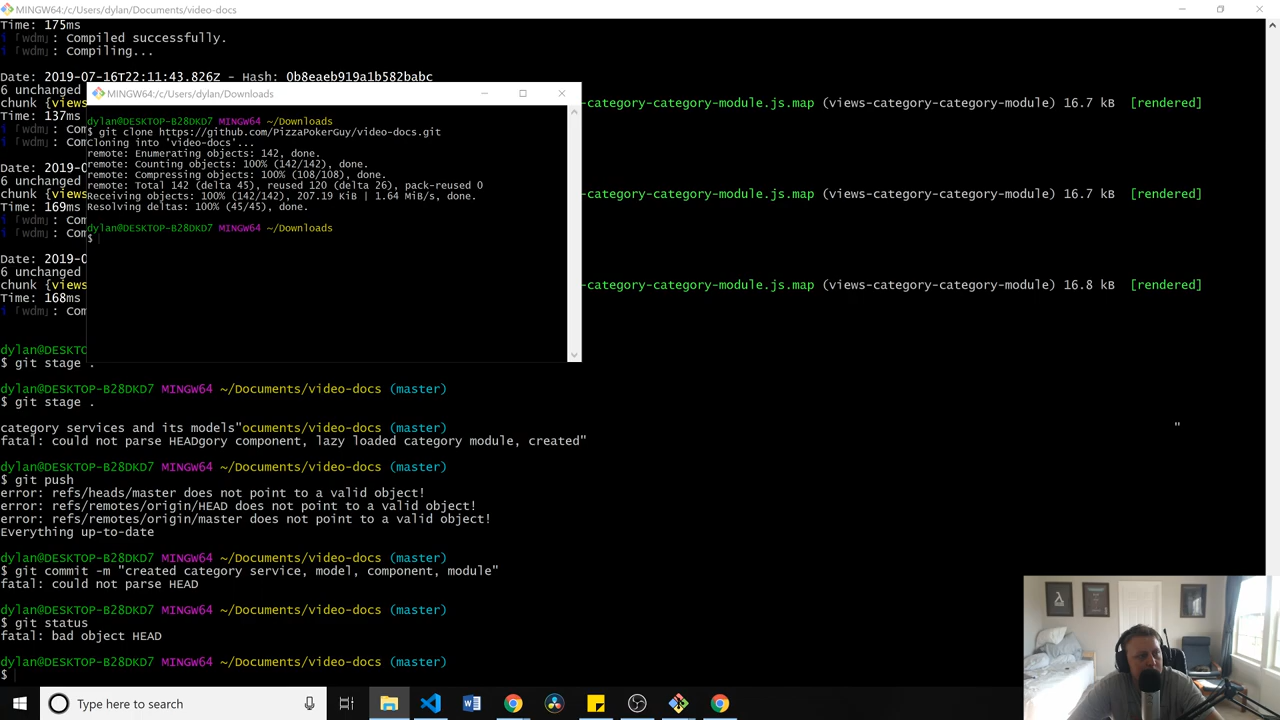 MINGW64:/c/Users/dylan/Documents/video-docs
Time: 175ms
i ｢wdm｣: Compiled successfully.
i ｢wdm｣: Compiling...
Date: 2019-07-16T22:11:43.826Z - Hash: 0b8eaeb919a1b582babc
6 unchanged
chunk {views -category-category-module.js.map (views-category-category-module) 16.7 kB [rendered]
Time: 137ms
i ｢wdm｣: Com
i ｢wdm｣: Com
Date: 2019-0
6 unchanged
chunk {views -category-category-module.js.map (views-category-category-module) 16.7 kB [rendered]
Time: 169ms
i ｢wdm｣: Com
i ｢wdm｣: Com
Date: 2019-0
6 unchanged
chunk {views -category-category-module.js.map (views-category-category-module) 16.8 kB [rendered]
Time: 168ms
i ｢wdm｣: Com
MINGW64:/c/Users/dylan/Downloads
dylan@DESKTOP-B28DKD7 MINGW64 ~/Downloads
$ git clone https://github.com/PizzaPokerGuy/video-docs.git
Cloning into 'video-docs'...
remote: Enumerating objects: 142, done.
remote: Counting objects: 100% (142/142), done.
remote: Compressing objects: 100% (108/108), done.
remote: Total 142 (delta 45), reused 120 (delta 26), pack-reused 0
Receiving objects: 100% (142/142), 207.19 KiB | 1.64 MiB/s, done.
Resolving deltas: 100% (45/45), done.
dylan@DESKTOP-B28DKD7 MINGW64 ~/Downloads
$
dylan@DESKTO
$ git stage .
dylan@DESKTOP-B28DKD7 MINGW64 ~/Documents/video-docs (master)
$ git stage .
category services and its models"ocuments/video-docs (master) "
fatal: could not parse HEADgory component, lazy loaded category module, created"
dylan@DESKTOP-B28DKD7 MINGW64 ~/Documents/video-docs (master)
$ git push
error: refs/heads/master does not point to a valid object!
error: refs/remotes/origin/HEAD does not point to a valid object!
error: refs/remotes/origin/master does not point to a valid object!
Everything up-to-date
dylan@DESKTOP-B28DKD7 MINGW64 ~/Documents/video-docs (master)
$ git commit -m "created category service, model, component, module"
fatal: could not parse HEAD
dylan@DESKTOP-B28DKD7 MINGW64 ~/Documents/video-docs (master)
$ git status
fatal: bad object HEAD
dylan@DESKTOP-B28DKD7 MINGW64 ~/Documents/video-docs (master)
$
Type here to search